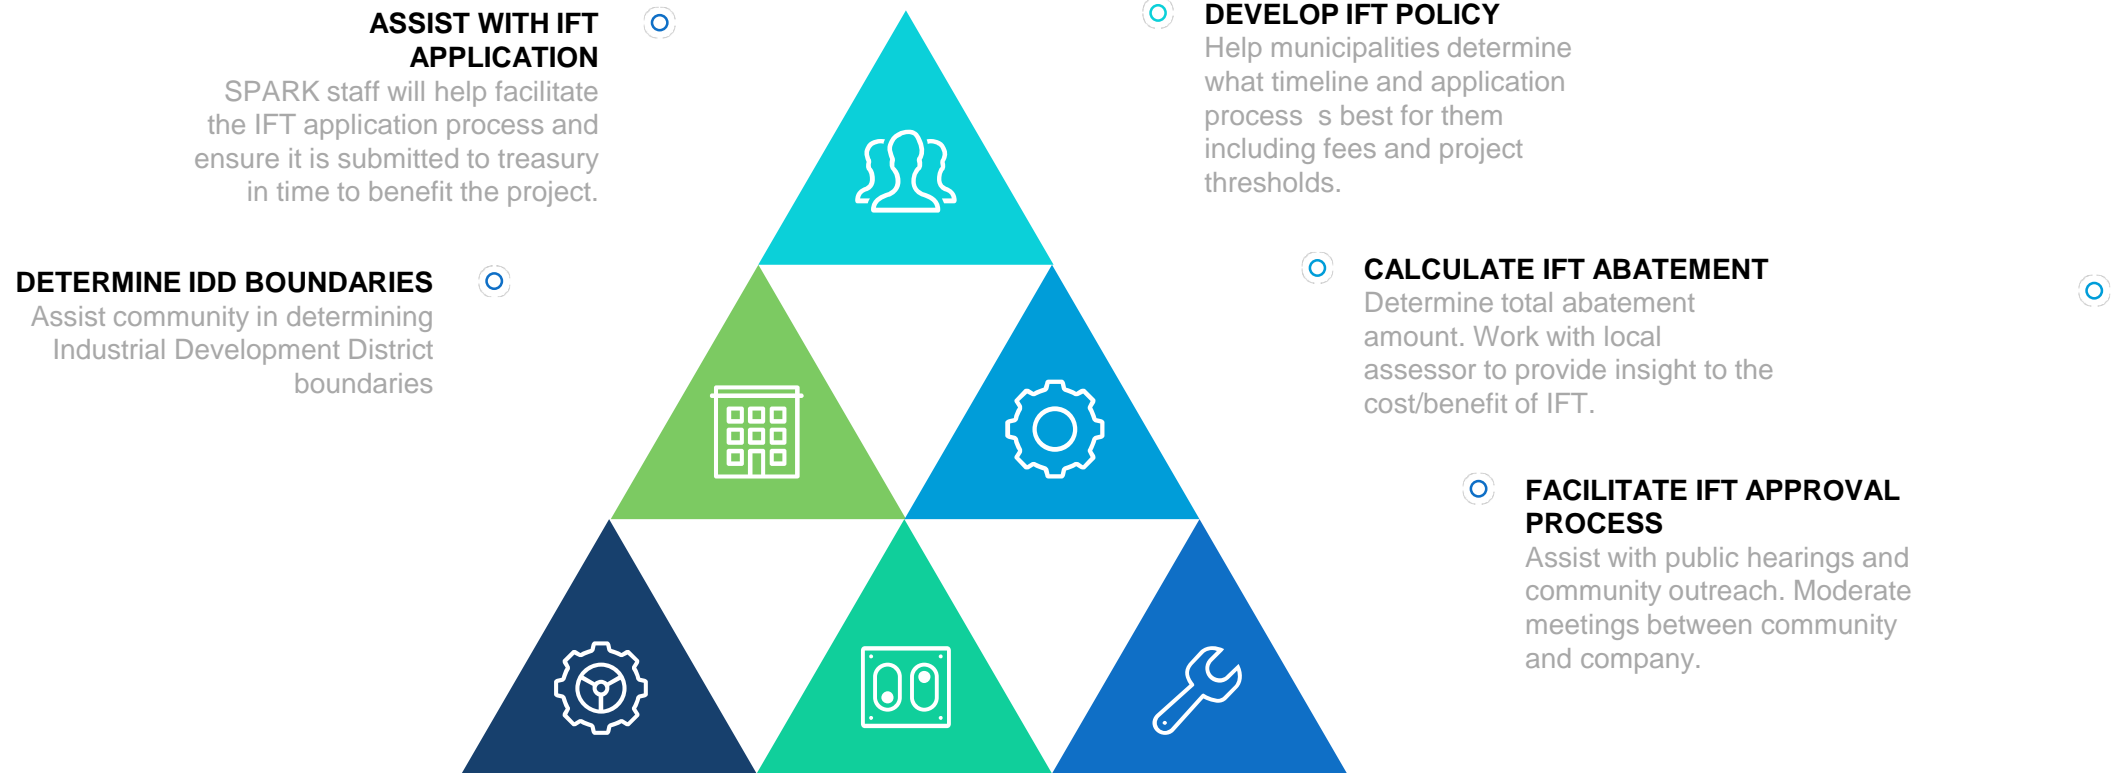 ASSIST WITH IFT
APPLICATION
SPARK staff will help facilitate
the IFT application process and
ensure it is submitted to treasury
in time to benefit the project.
DETERMINE IDD BOUNDARIES
Assist community in determining
Industrial Development District
boundaries
DEVELOP IFT POLICY
Help municipalities determine
what timeline and application
process s best for them
including fees and project
thresholds.
CALCULATE IFT ABATEMENT
Determine total abatement
amount. Work with local
assessor to provide insight to the
cost/benefit of IFT.
FACILITATE IFT APPROVAL
PROCESS
Assist with public hearings and
community outreach. Moderate
meetings between community
and company.